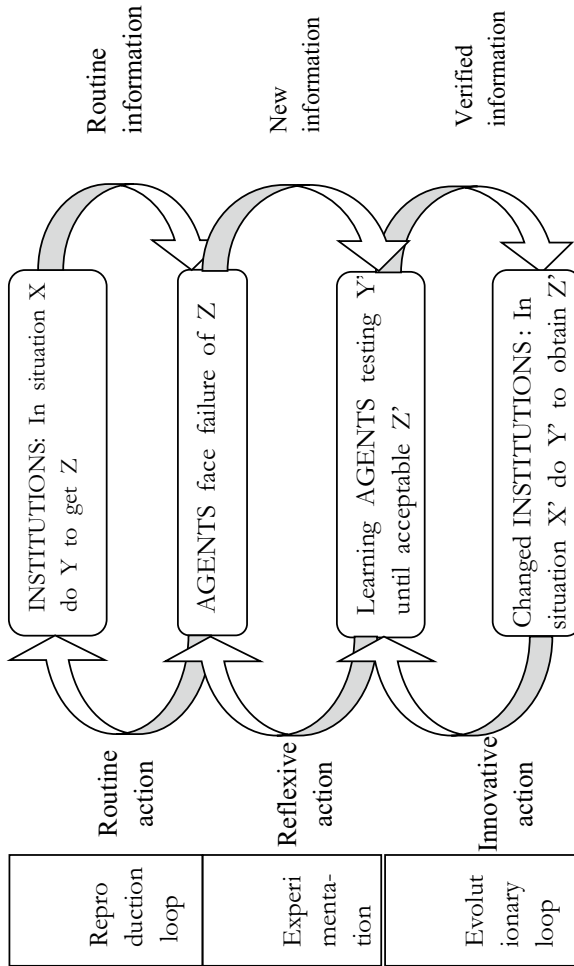 Repro
duction
loop
Experi
menta-
tion
Evolut
ionary
loop
Routine
action
Reflexive
action
Innovative
action
INSTITUTIONS: In situation X
do Y to get Z
AGENTS face failure of Z
Learning AGENTS testing Y'
until acceptable Z'
Changed INSTITUTIONS : In
situation X' do Y' to obtain Z'
Routine
information
New
information
Verified
information